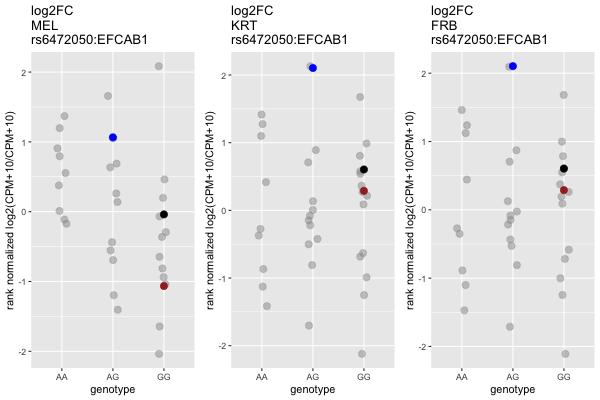 log2FC
MEL
rs6472050:EFCAB1
rank normalized log2(CPM+10/CPM+10)
2
1
0
-1
-2
AA
AG
GG
genotype
log2FC
KRT
rs6472050:EFCAB1
rank normalized log2(CPM+10/CPM+10)
2
1
0
-1
-2
AA
AG
GG
genotype
log2FC
FRB
rs6472050:EFCAB1
rank normalized log2(CPM+10/CPM+10)
2
1
0
-1
-2
AA
AG
GG
genotype